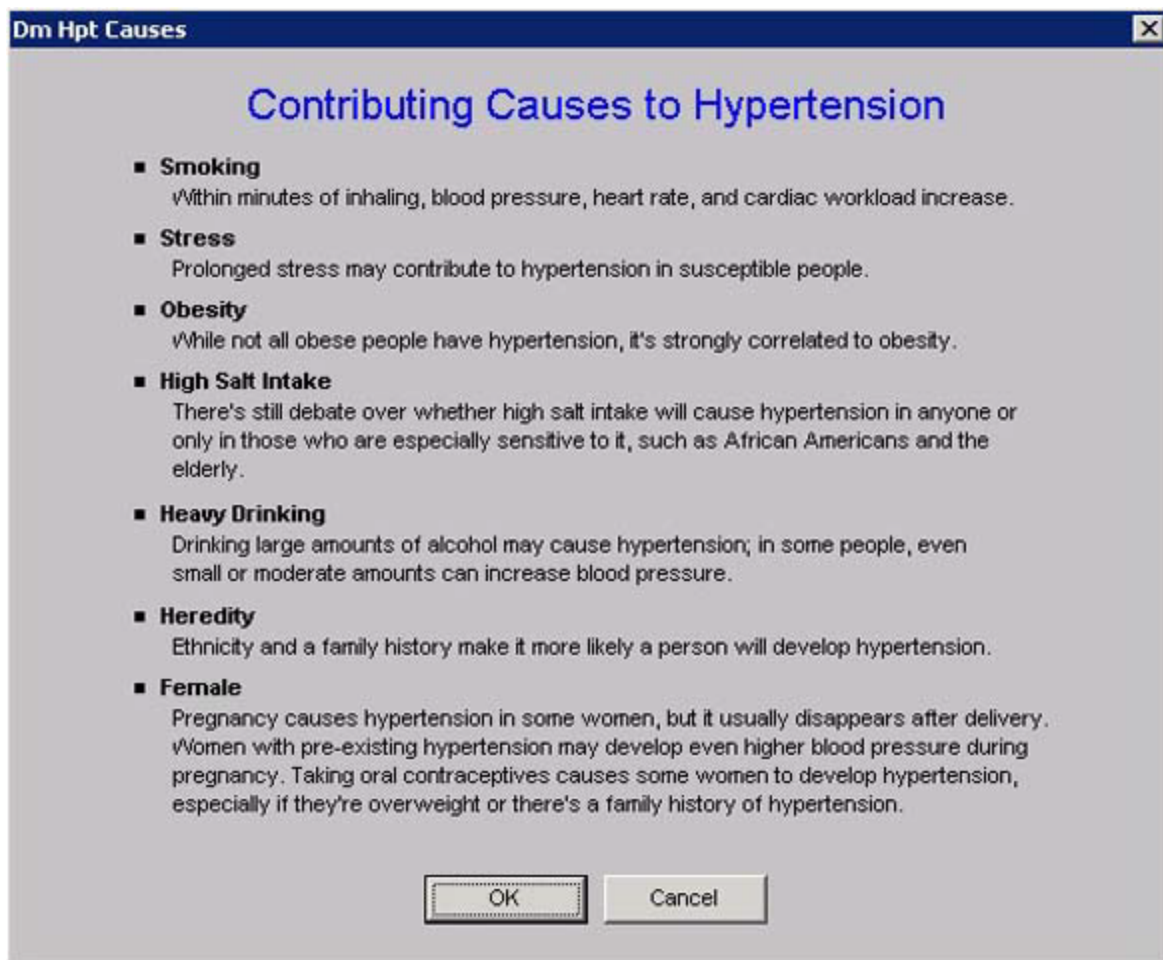 Dm Hpt Causes
Contributing Causes to Hypertension
▪ Smoking
Within minutes of inhaling, blood pressure, heart rate, and cardiac workload increase.
▪ Stress
Prolonged stress may contribute to hypertension in susceptible people.
▪ Obesity
While not all obese people have hypertension, it's strongly correlated to obesity.
▪ High Salt Intake
There's still debate over whether high salt intake will cause hypertension in anyone or
only in those who are especially sensitive to it, such as African Americans and the
elderly.
▪ Heavy Drinking
Drinking large amounts of alcohol may cause hypertension; in some people, even
small or moderate amounts can increase blood pressure.
▪ Heredity
Ethnicity and a family history make it more likely a person will develop hypertension.
▪ Female
Pregnancy causes hypertension in some women, but it usually disappears after delivery.
Women with pre-existing hypertension may develop even higher blood pressure during
pregnancy. Taking oral contraceptives causes some women to develop hypertension,
especially if they're overweight or there's a family history of hypertension.
OK Cancel